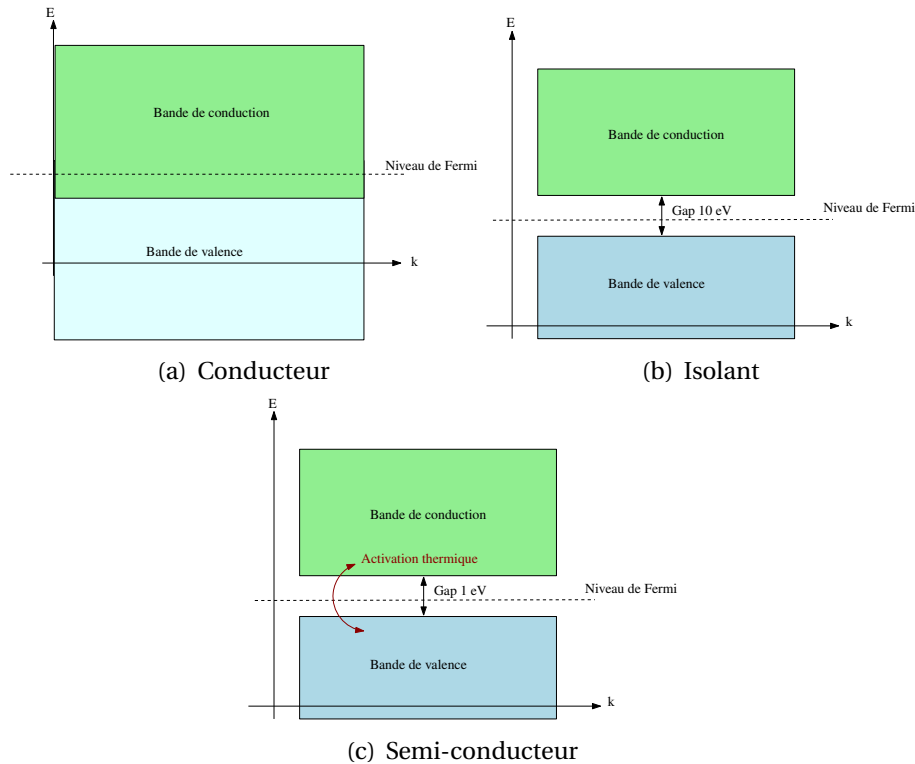 E
Bande de conduction
Niveau de Fermi
Bande de valence
k
(a) Conducteur
E
Bande de conduction
Gap 10 eV
Niveau de Fermi
Bande de valence
k
(b) Isolant
E
Bande de conduction
Activation thermique
Gap 1 eV
Niveau de Fermi
Bande de valence
k
(c) Semi-conducteur